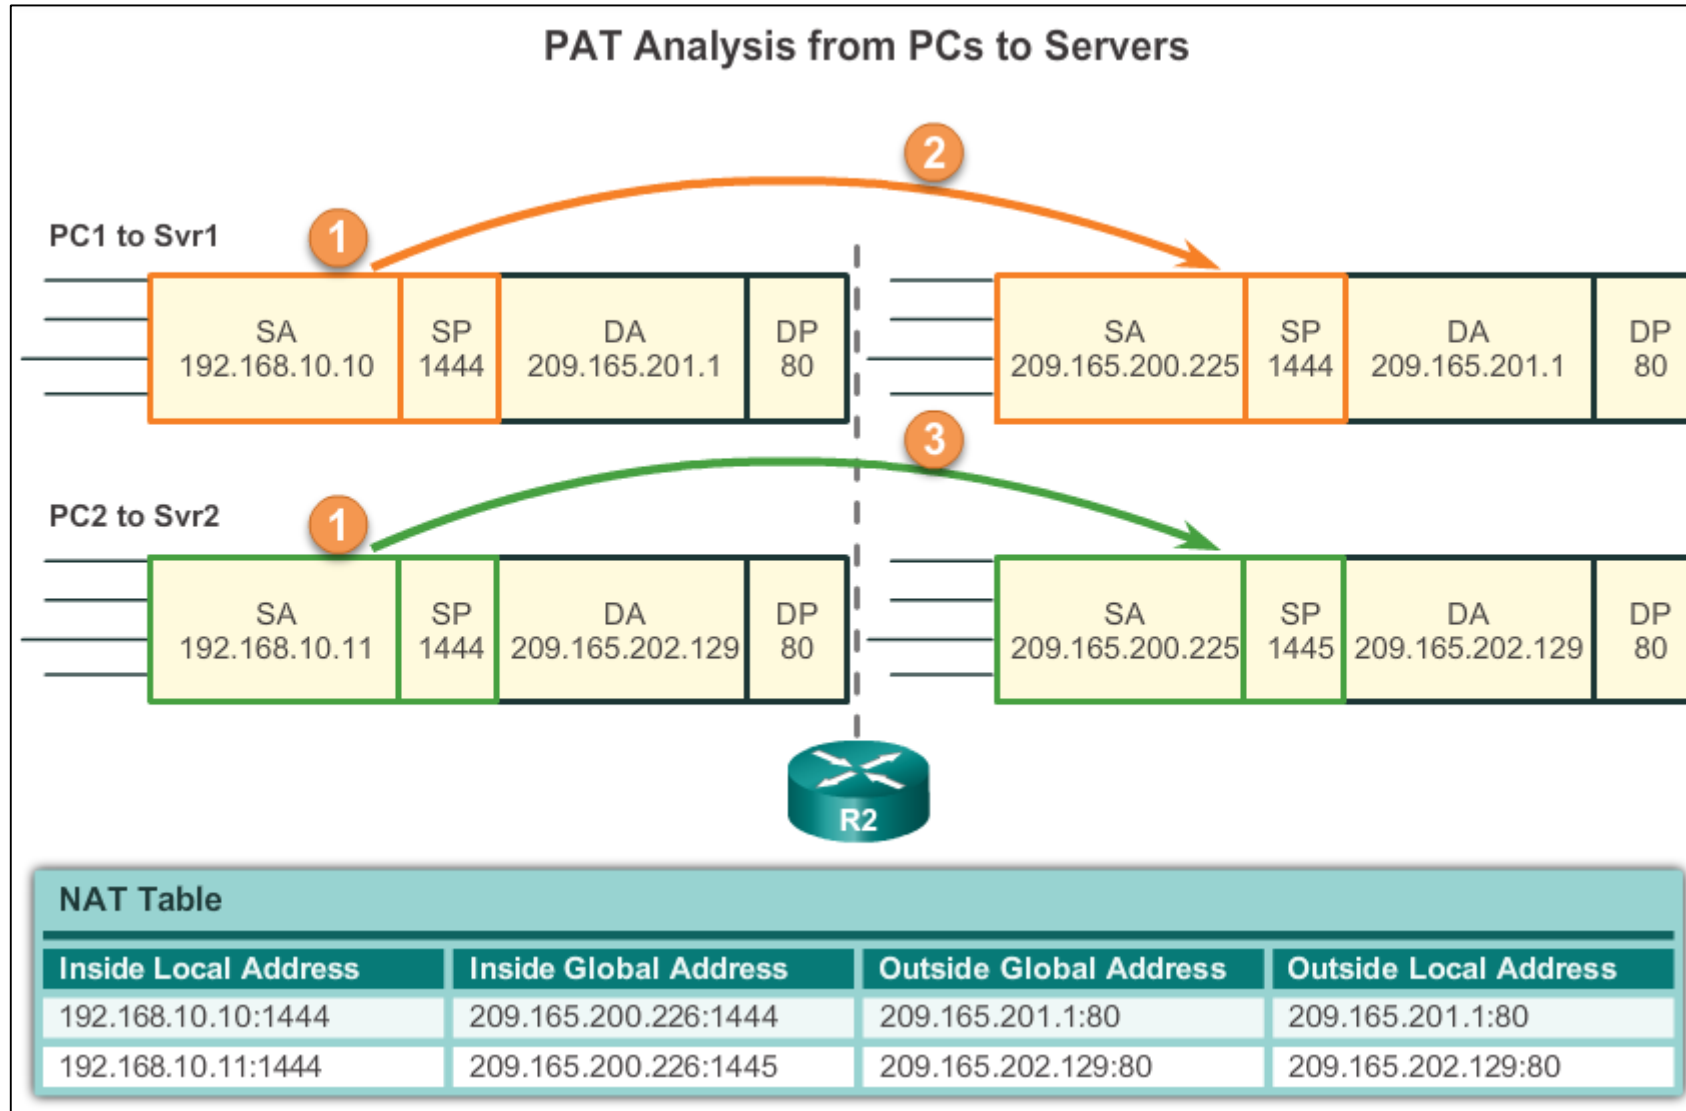 PAT Analysis from PCs to Servers
2
PC1 to Svr1
1
SA SP DA DP SA SP DA DP
192.168.10.10 1444 209.165.201.1 80 209.165.200.225 1444 209.165.201.1 80
3
PC2 to Svr2
1
SA SP DA DP SA SP DA DP
192.168.10.11 1444 209.165.202.129 80 209.165.200.225 1445 209.165.202.129 80
R2
NAT Table
Inside Local Address Inside Global Address Outside Global Address Outside Local Address
192.168.10.10:1444 209.165.200.226:1444 209.165.201.1:80 209.165.201.1:80
192.168.10.11:1444 209.165.200.226:1445 209.165.202.129:80 209.165.202.129:80